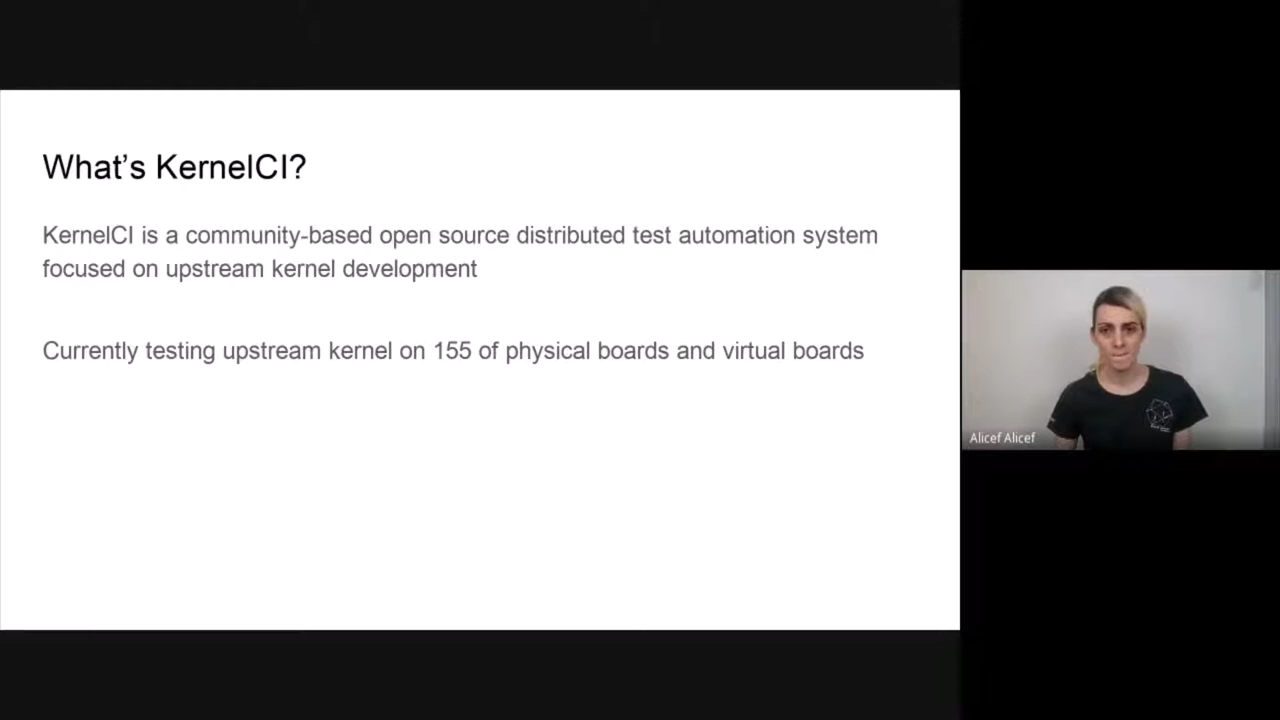 What's KernelCI?
KernelCI is a community-based open source distributed test automation system
focused on upstream kernel development
Currently testing upstream kernel on 155 of physical boards and virtual boards
Alicef Alicef